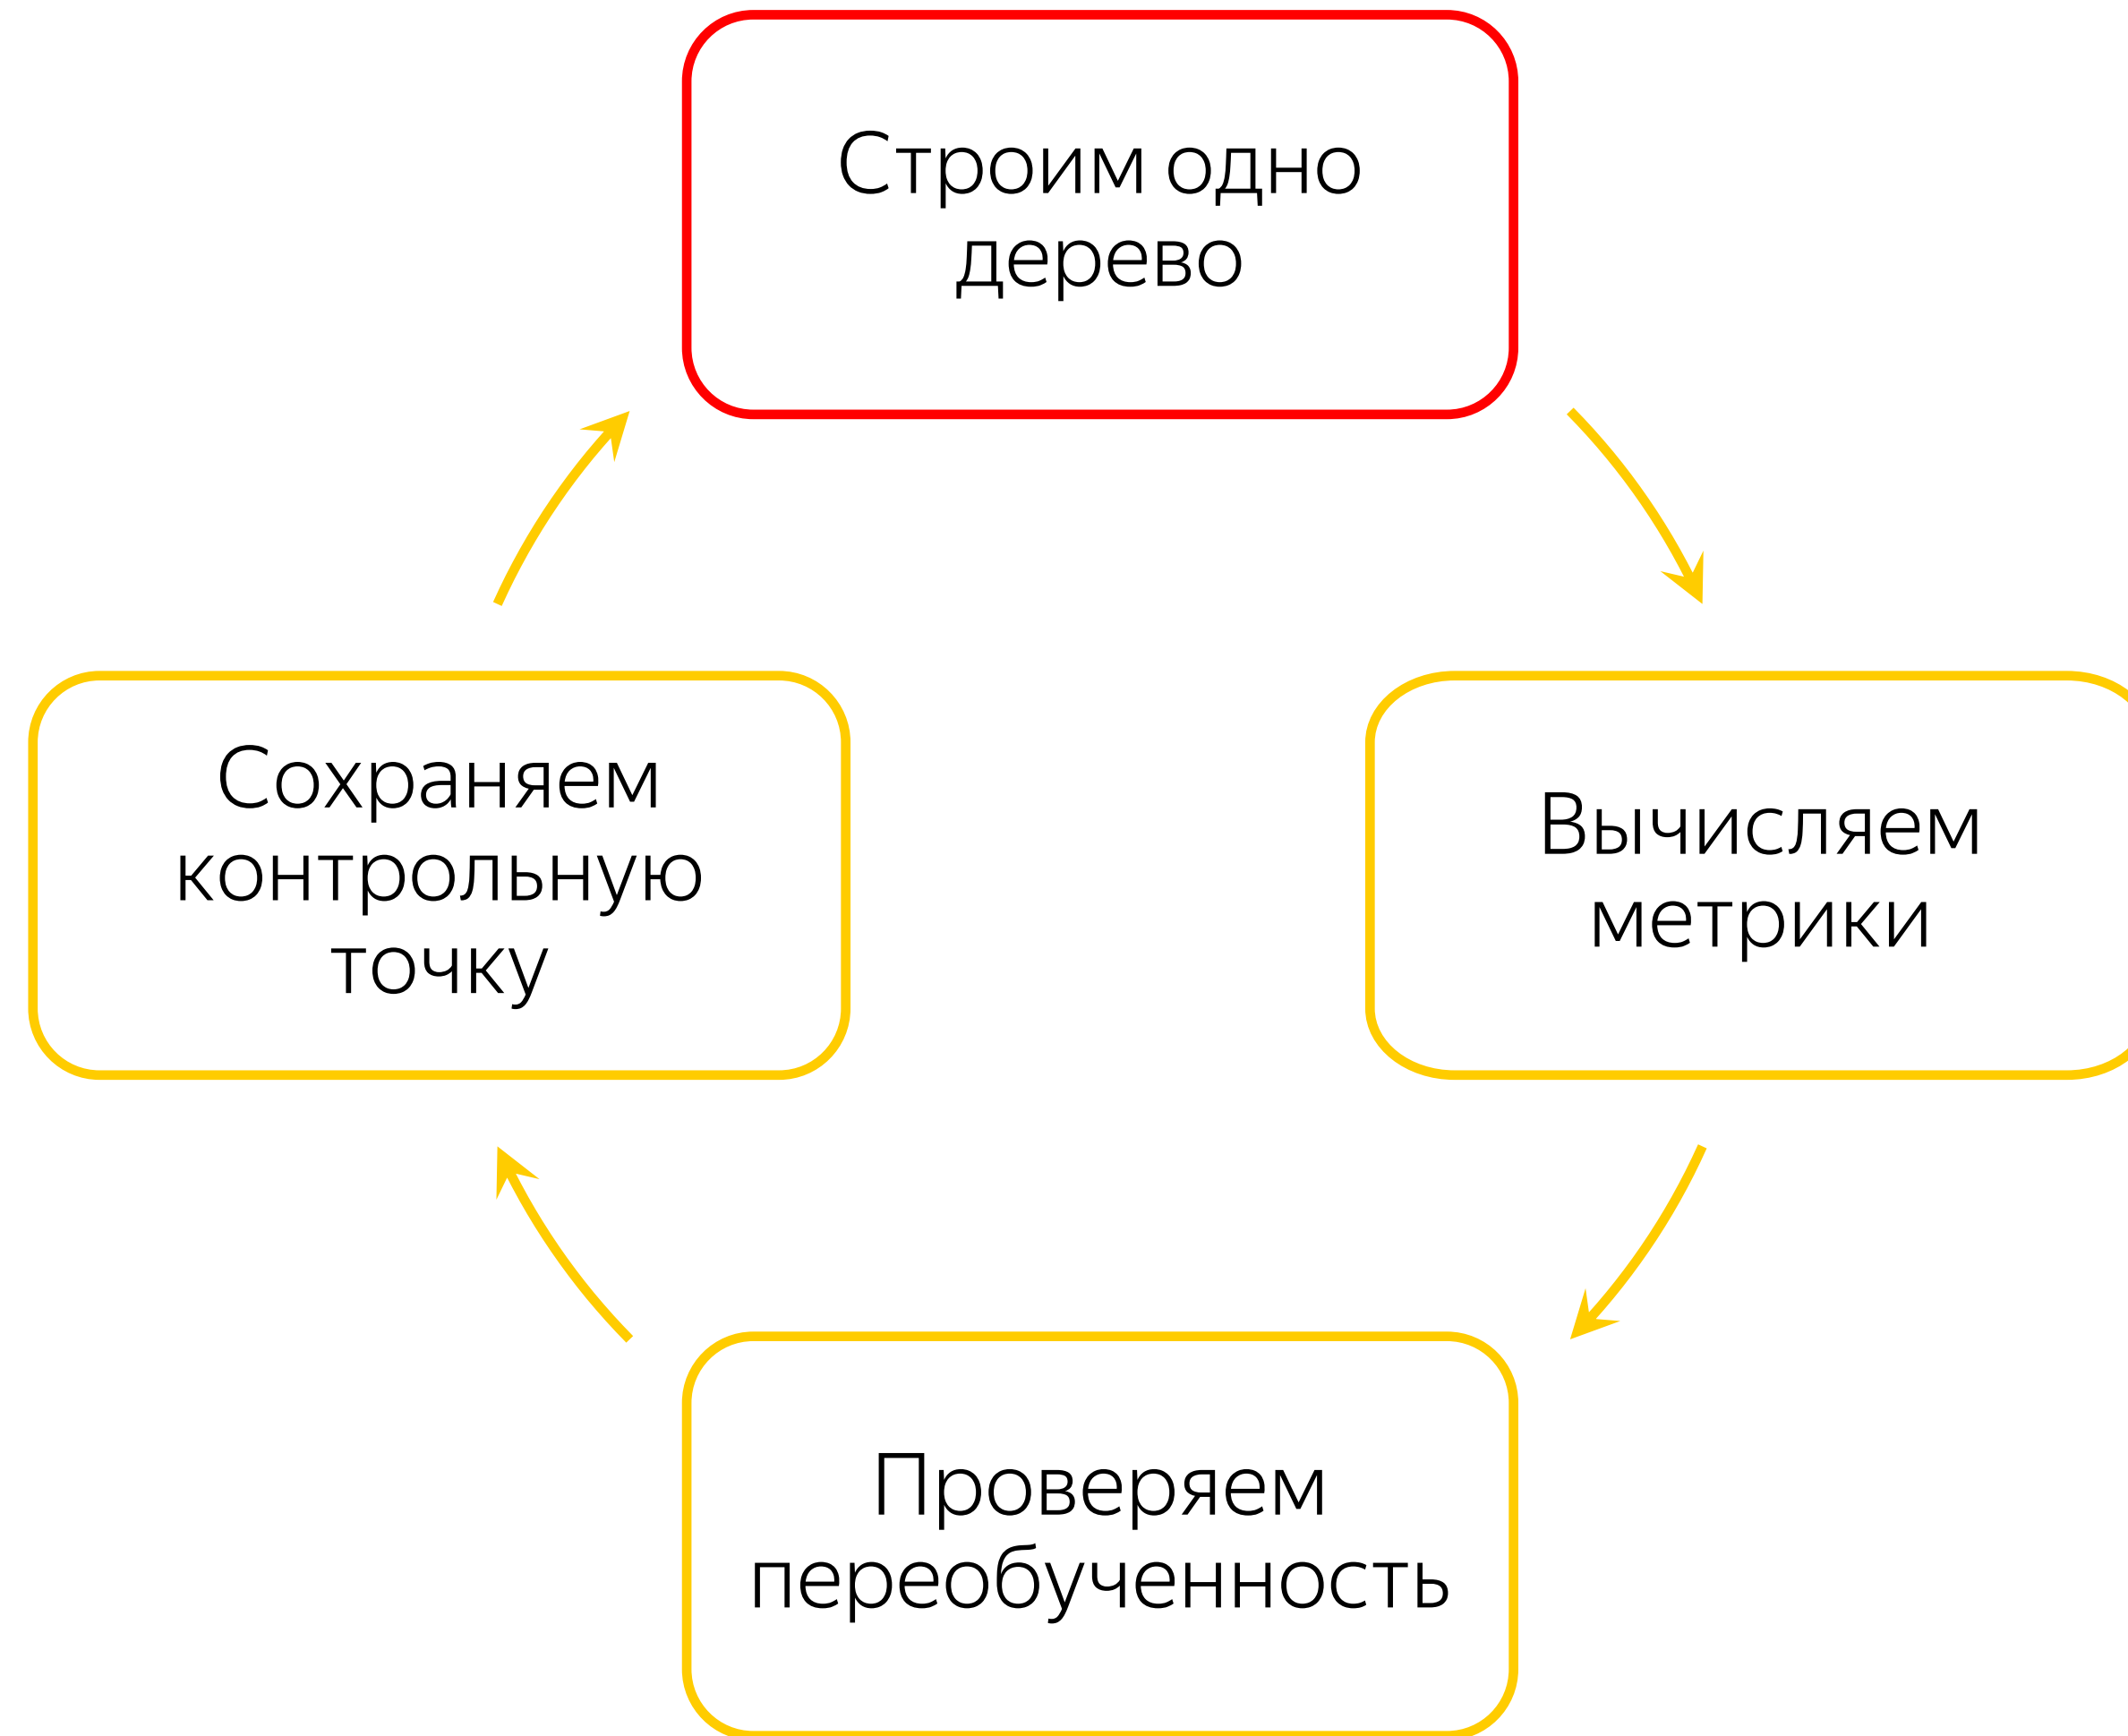 Строим одно
дерево
Сохраняем
контрольную
точку
Вычисляем
метрики
Проверяем
переобученность